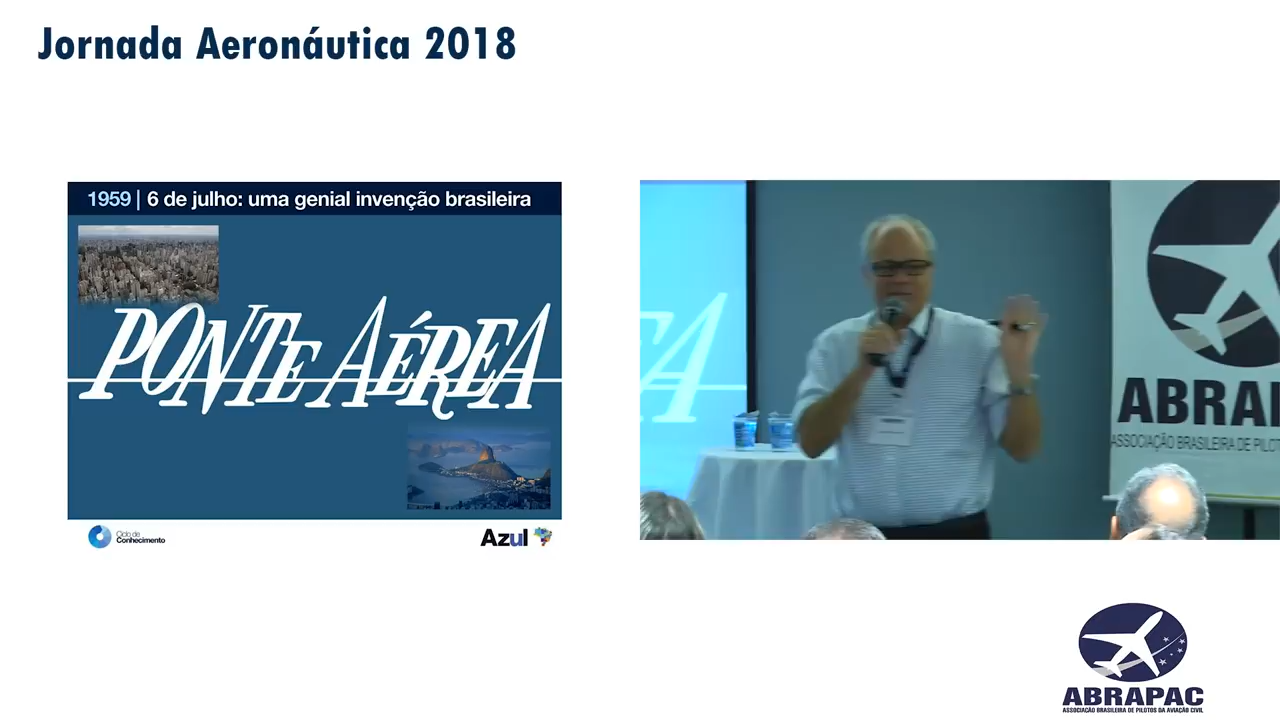 Jornada Aeronáutica 2018
1959 | 6 de julho: uma genial invenção brasileira
PONTE AÉREA
Ciclo de
Conhecimento
Azul
EA
ABRA
ASSOCIAÇÃO BRASILEIRA DE PILOT
ABRAPAC
ASSOCIAÇÃO BRASILEIRA DE PILOTOS DA AVIAÇÃO CIVIL